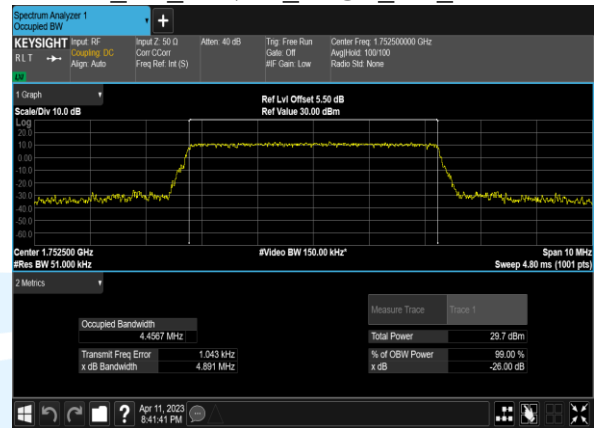 Spectrum Analyzer 1
Occupied BW
+
KEYSIGHT Input: RF Input Z: 50 Ω Atten: 40 dB Trig: Free Run Center Freq: 1.752500000 GHz
RLT Coupling: DC Corr CCorr Gate: Off Avg|Hold: 100/100
Align: Auto Freq Ref: Int (S) #IF Gain: Low Radio Std: None
LV
1 Graph
Ref Lvl Offset 5.50 dB
Scale/Div 10.0 dB Ref Value 30.00 dBm
Log
20.0
10.0
0.00
-10.0
-20.0
-30.0
-40.0
-50.0
-60.0
Center 1.752500 GHz #Video BW 150.00 kHz* Span 10 MHz
#Res BW 51.000 kHz Sweep 4.80 ms (1001 pts)
2 Metrics
Measure Trace Trace 1
Occupied Bandwidth
4.4567 MHz Total Power 29.7 dBm
Transmit Freq Error 1.043 kHz % of OBW Power 99.00 %
x dB Bandwidth 4.891 MHz x dB -26.00 dB
? Apr 11, 2023
8:41:41 PM